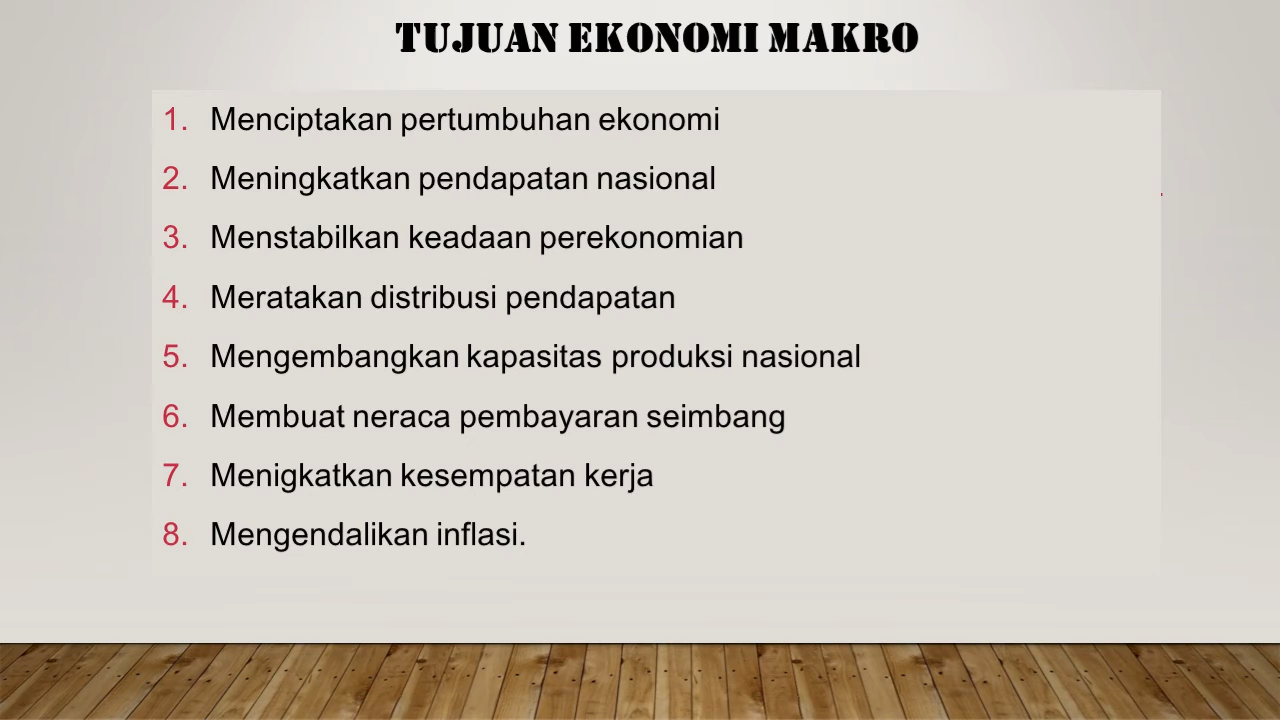 TUJUAN EKONOMI MAKRO
1. Menciptakan pertumbuhan ekonomi
2. Meningkatkan pendapatan nasional
3. Menstabilkan keadaan perekonomian
4. Meratakan distribusi pendapatan
5. Mengembangkan kapasitas produksi nasional
6. Membuat neraca pembayaran seimbang
7. Menigkatkan kesempatan kerja
8. Mengendalikan inflasi.